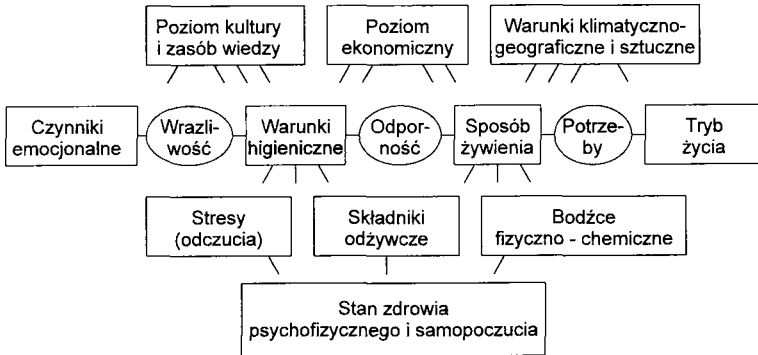 Poziom kultury
i zasób wiedzy
Poziom
ekonomiczny
Warunki klimatyczno-
geograficzne i sztuczne
Czynniki
emocjonalne
Wrazli-
wość
Warunki
higieniczne
Odpor-
ność
Sposób
żywienia
Potrze-
by
Tryb
życia
Stresy
(odczucia)
Składniki
odżywcze
Bodźce
fizyczno - chemiczne
Stan zdrowia
psychofizycznego i samopoczucia